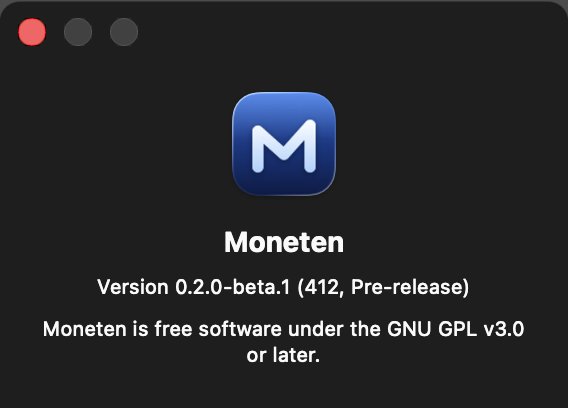 M
Moneten
Version 0.2.0-beta.1 (412, Pre-release)
Moneten is free software under the GNU GPL v3.0
or later.